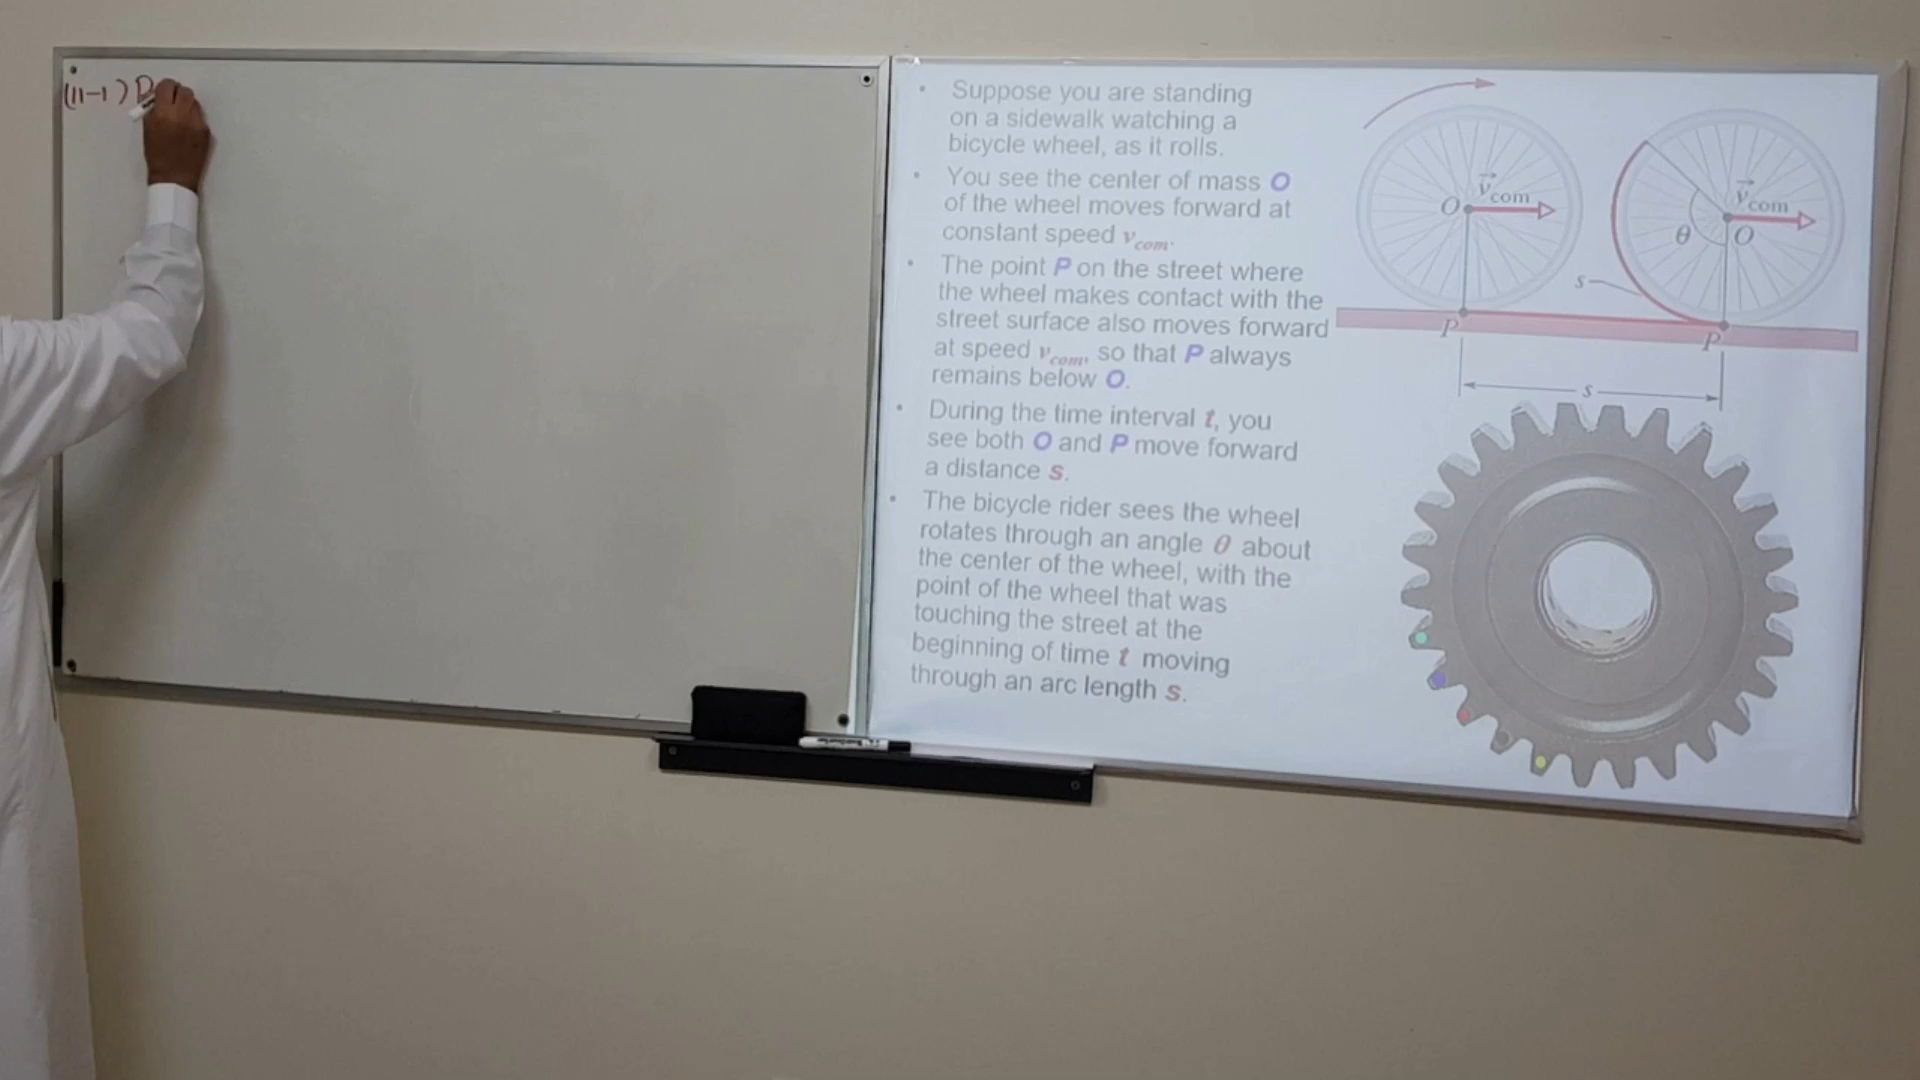 (11-1)
• Suppose you are standing
on a sidewalk watching a
bicycle wheel, as it rolls.
• You see the center of mass O
of the wheel moves forward at
constant speed v_com.
• The point P on the street where
the wheel makes contact with the
street surface also moves forward
at speed v_com, so that P always
remains below O.
• During the time interval t, you
see both O and P move forward
a distance s.
• The bicycle rider sees the wheel
rotates through an angle θ about
the center of the wheel, with the
point of the wheel that was
touching the street at the
beginning of time t moving
through an arc length s.
O v⃗com
P
v⃗com
θ O
s
P
s